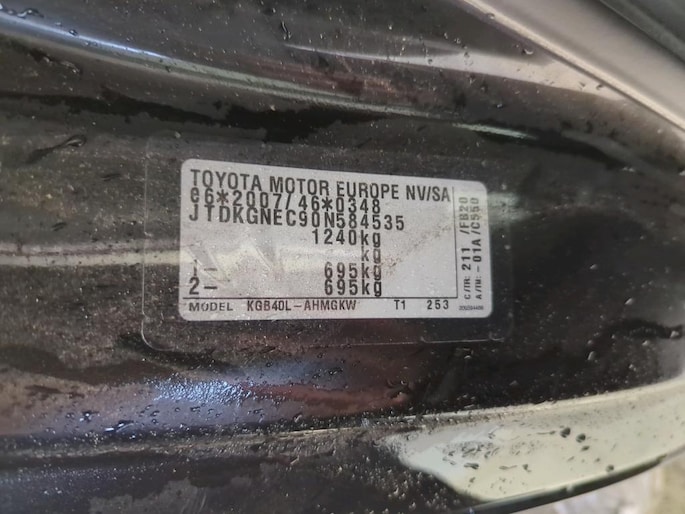 TOYOTA MOTOR EUROPE NV/SA
e6*2007/46*0348
JTDKGNEC90N584535
1240kg
kg
1- 695kg
2- 695kg
MODEL KGB40L-AHMGKW T1 253
C/TR: 211 /FB20
A/TM: -01A/C550